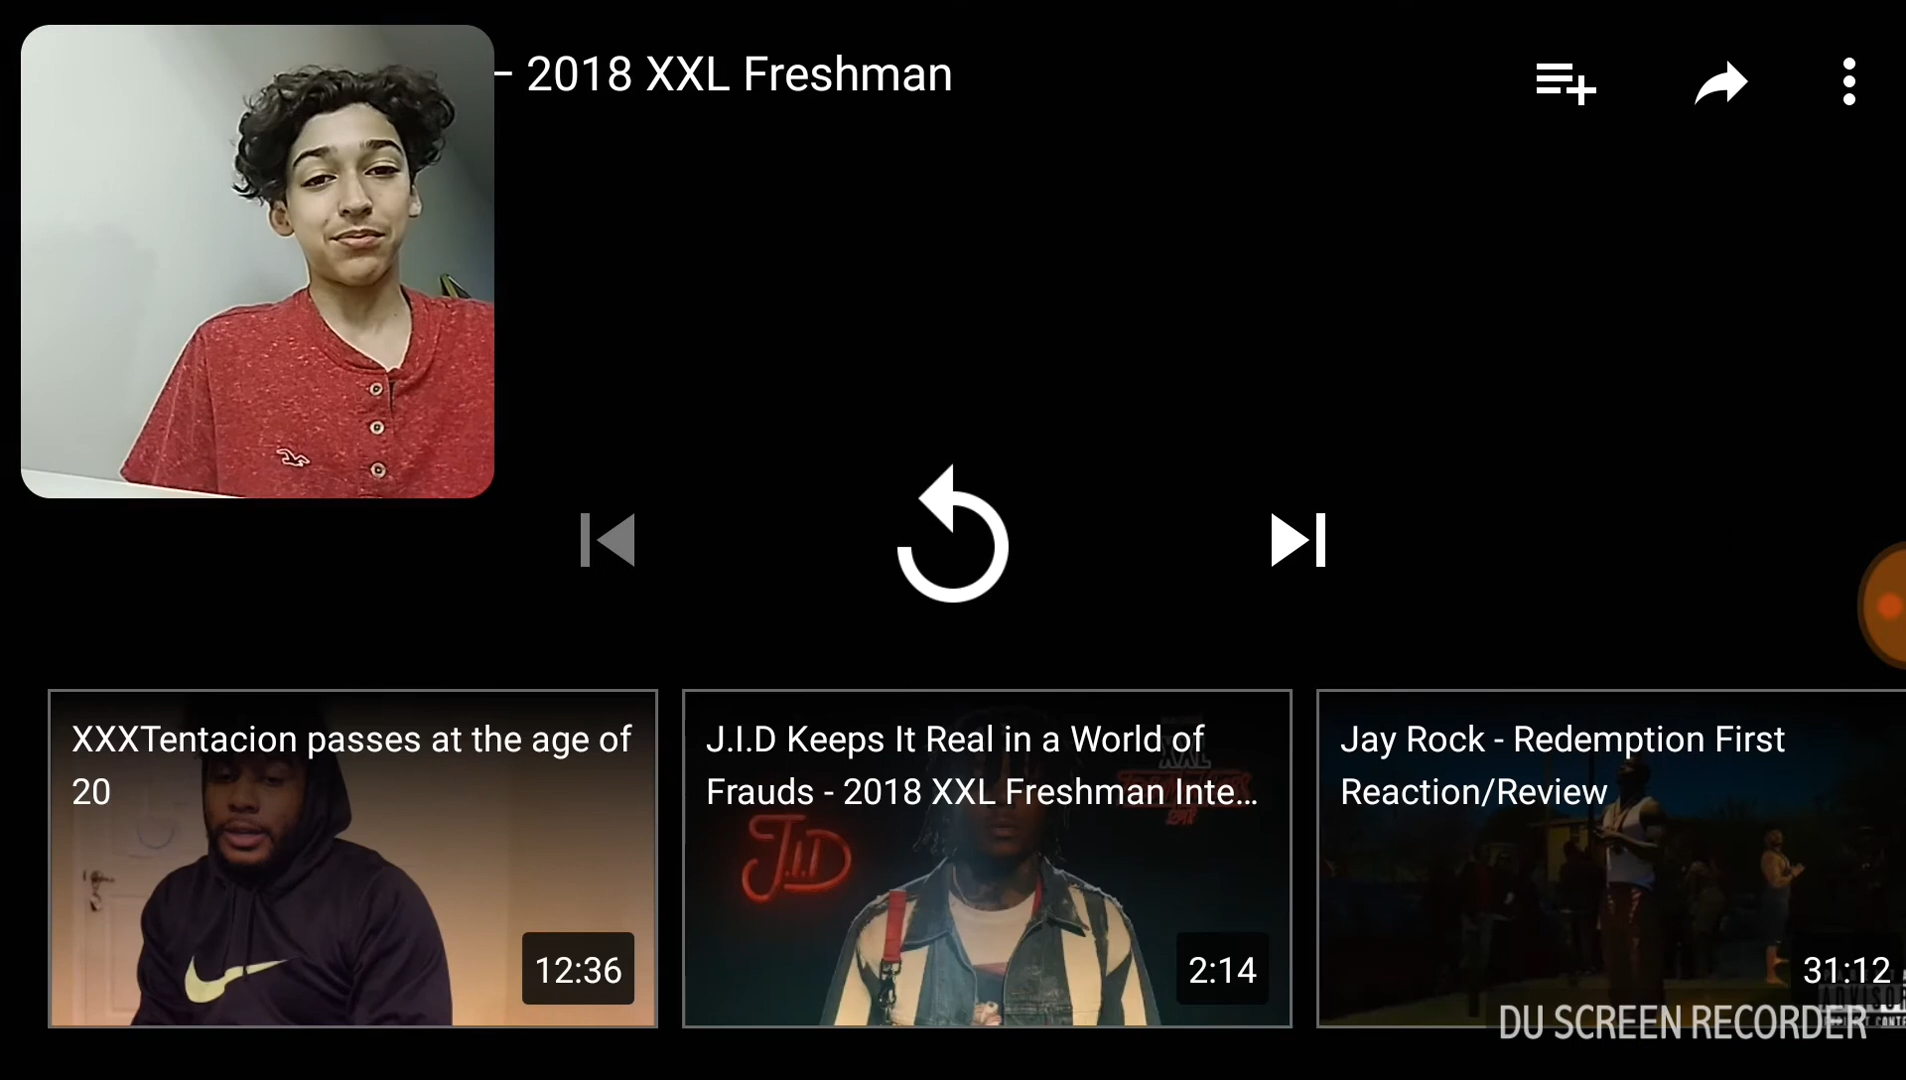 – 2018 XXL Freshman
XXXTentacion passes at the age of
20
12:36
J.I.D Keeps It Real in a World of
Frauds - 2018 XXL Freshman Inte...
XXL
J.I.D
2:14
Jay Rock - Redemption First
Reaction/Review
31:12
DU SCREEN RECORDER